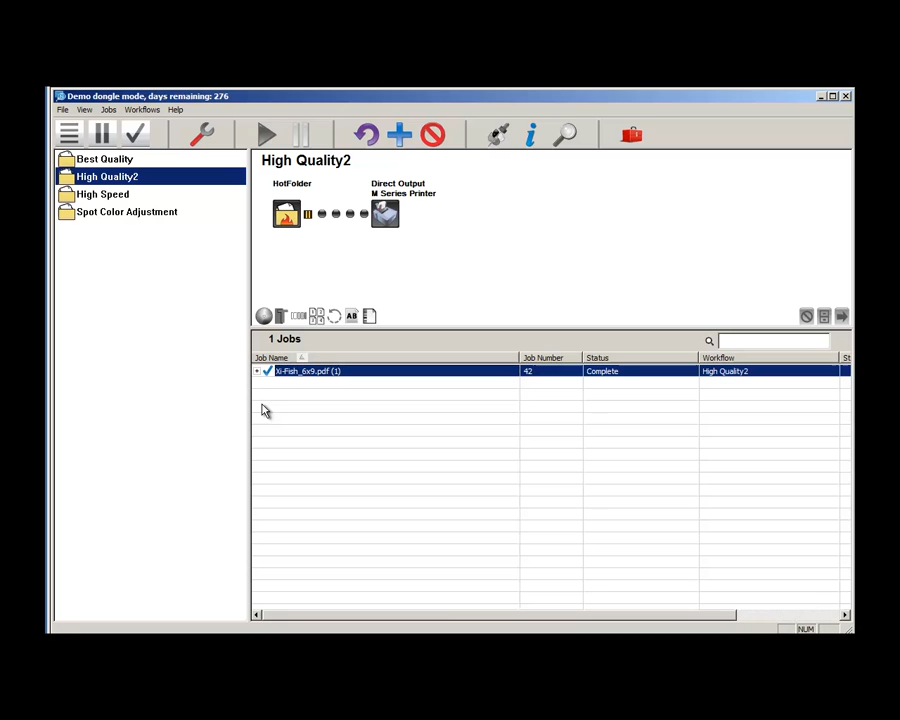 Demo dongle mode, days remaining: 276
File View Jobs Workflows Help
Best Quality
High Quality2
High Speed
Spot Color Adjustment
High Quality2
HotFolder
Direct Output
M Series Printer
AB
1 Jobs
Job Name Job Number Status Workflow St
Xi-Fish_6x9.pdf (1) 42 Complete High Quality2
NUM